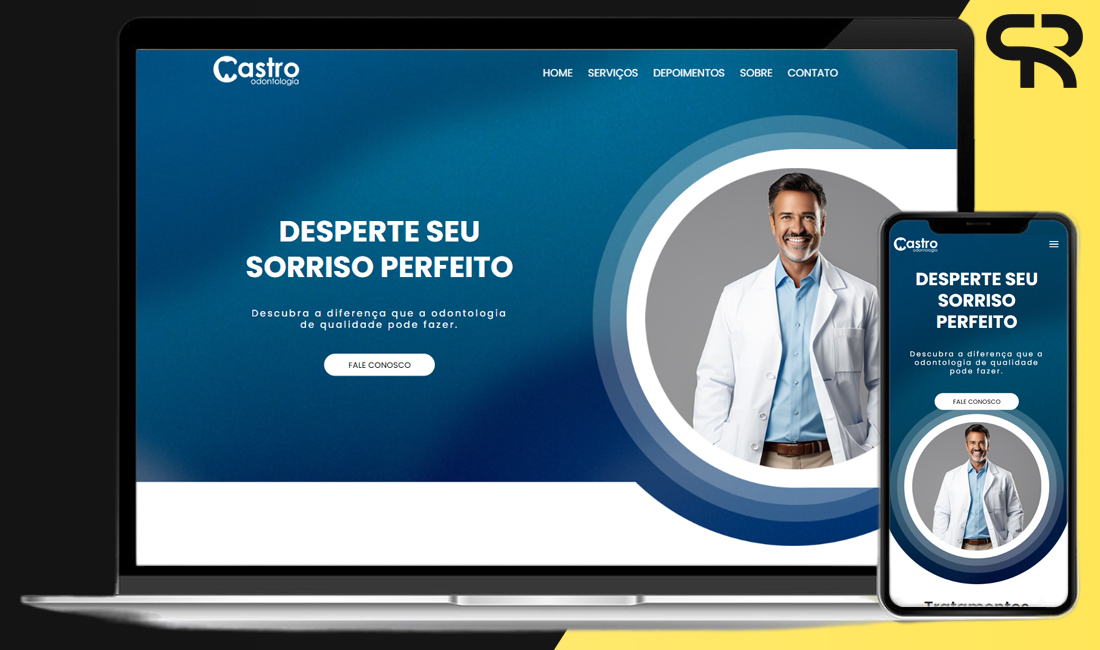 Castro
odontologia
HOME SERVIÇOS DEPOIMENTOS SOBRE CONTATO
DESPERTE SEU
SORRISO PERFEITO
Descubra a diferença que a odontologia
de qualidade pode fazer.
FALE CONOSCO
Castro
odontologia
DESPERTE SEU
SORRISO
PERFEITO
Descubra a diferença que a
odontologia de qualidade
pode fazer.
FALE CONOSCO
Tratamentos